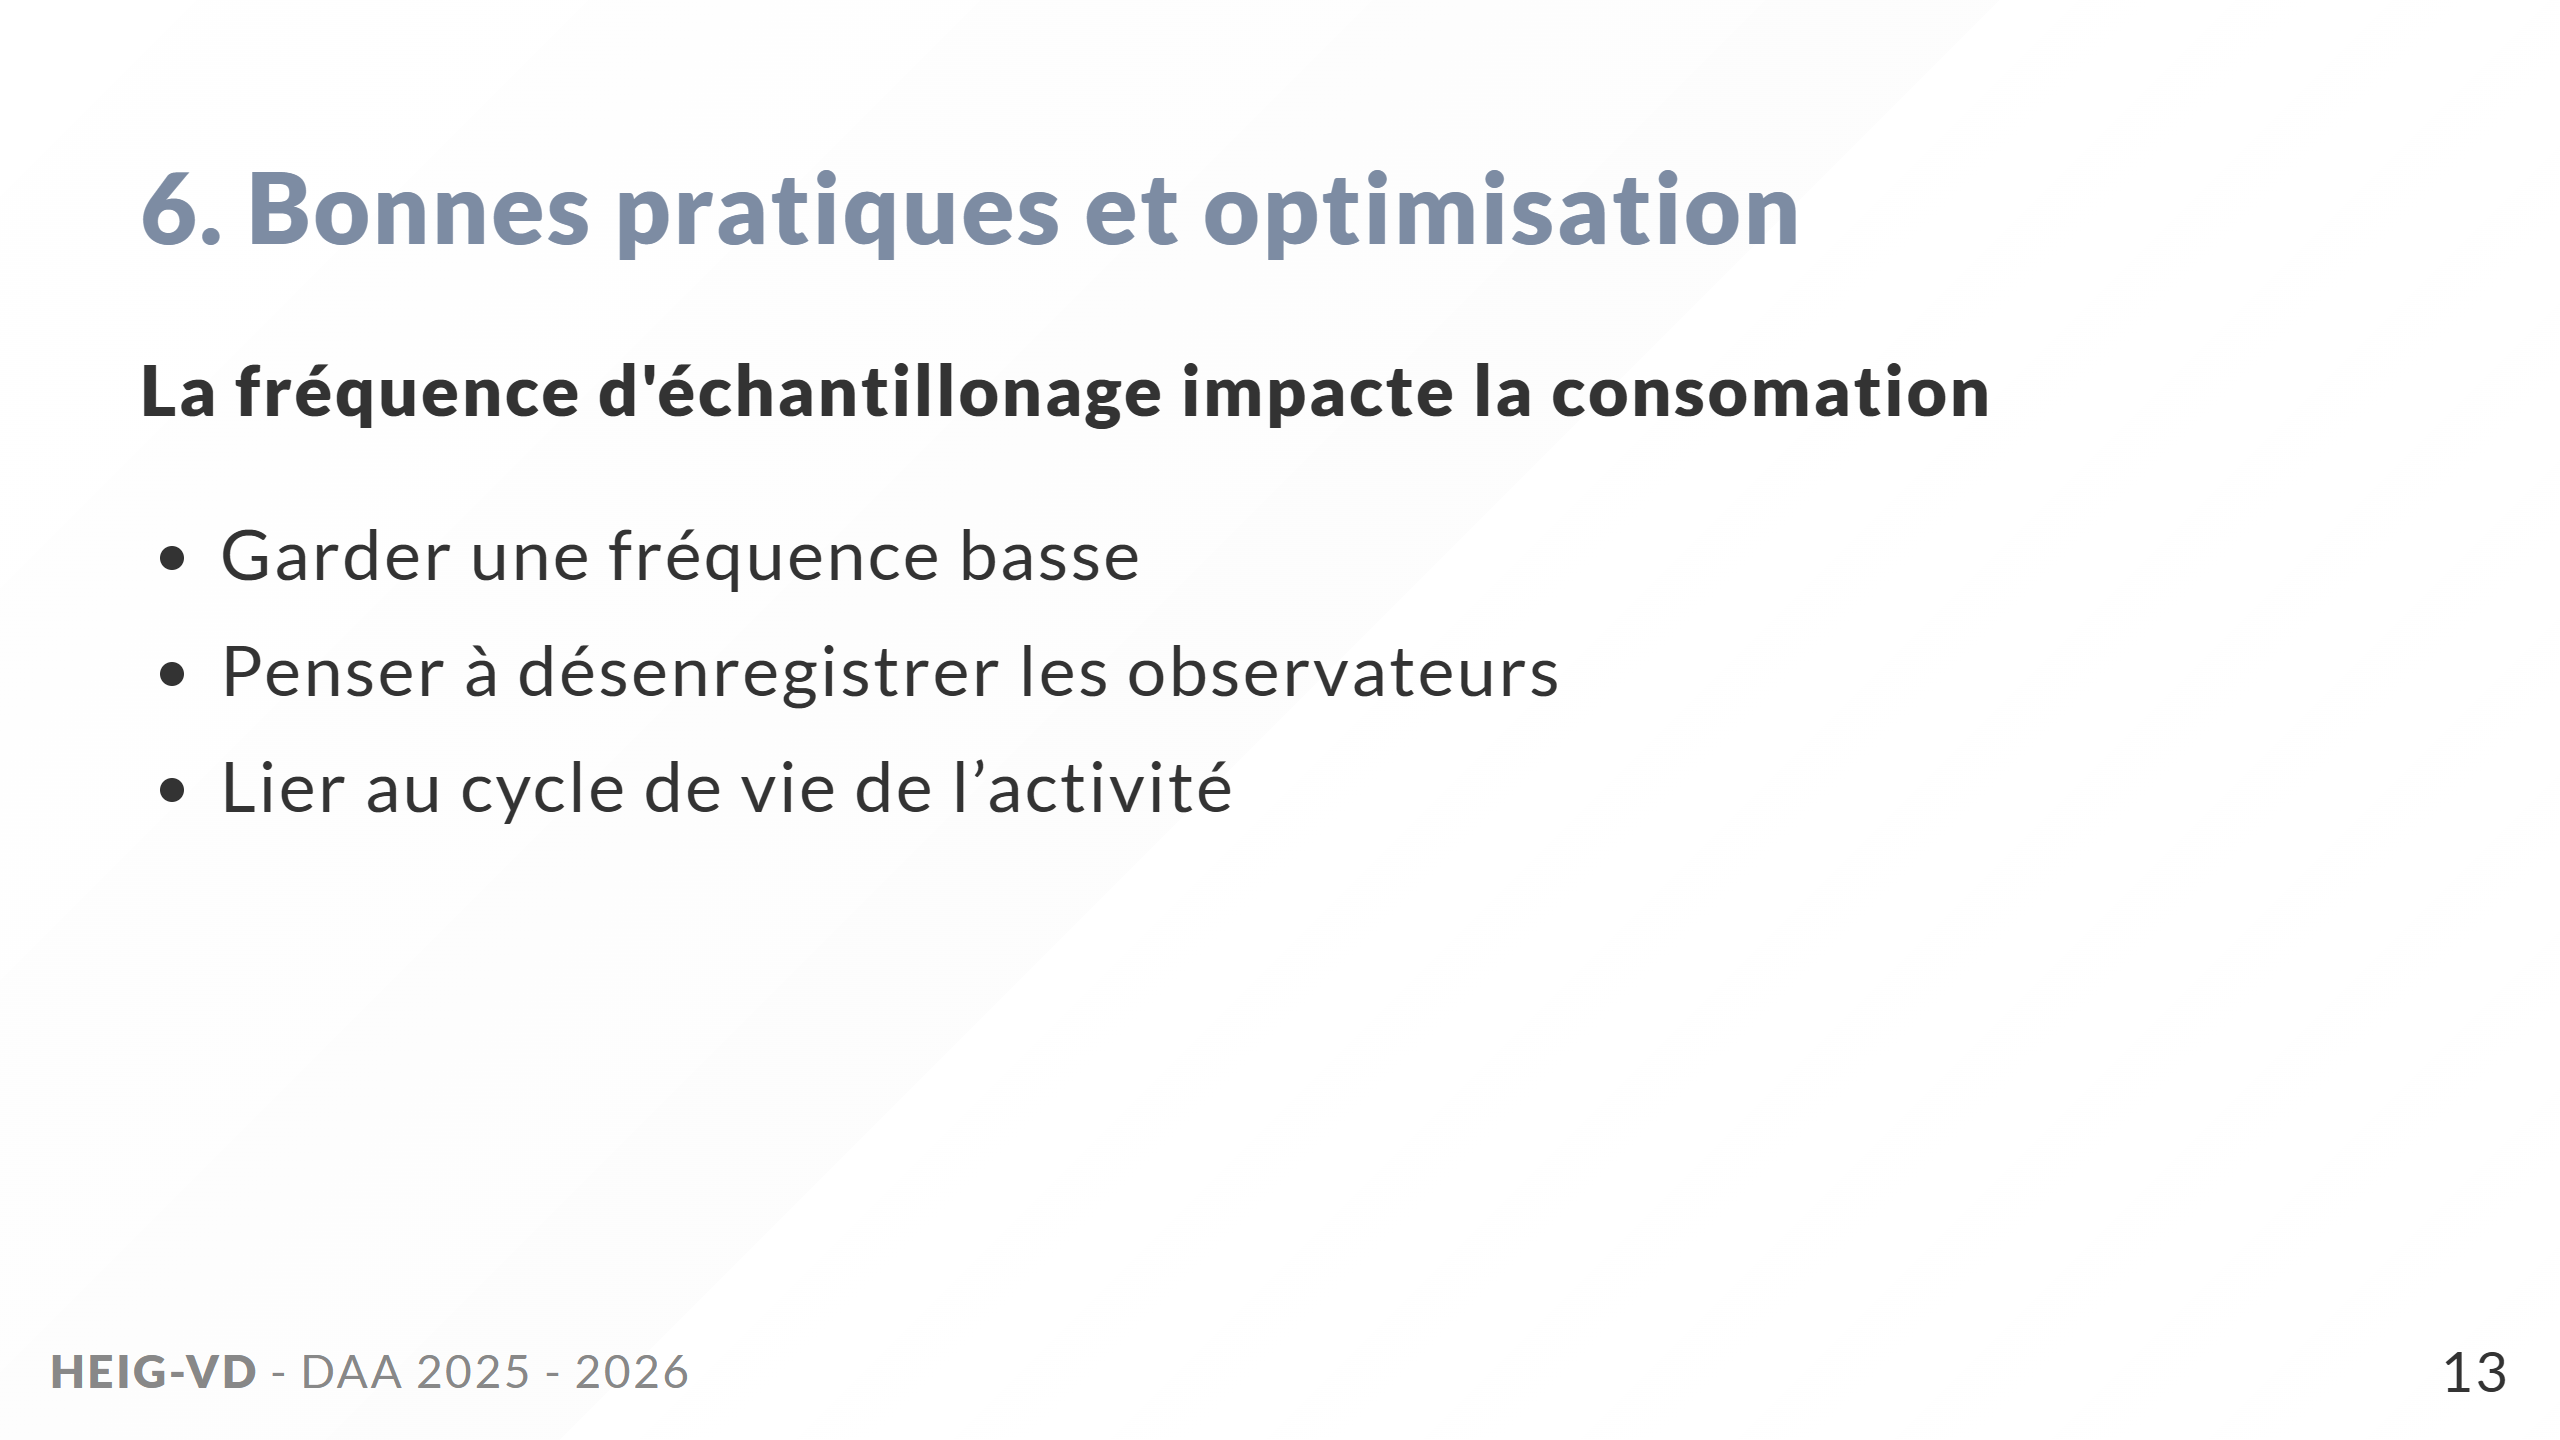 6. Bonnes pratiques et optimisation
La fréquence d'échantillonage impacte la consomation
• Garder une fréquence basse
• Penser à désenregistrer les observateurs
• Lier au cycle de vie de l’activité
HEIG-VD - DAA 2025 - 2026
13